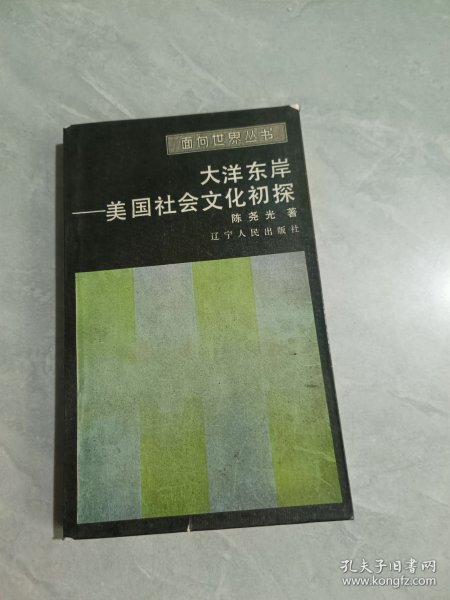 面向世界丛书
大洋东岸
——美国社会文化初探
陈尧光 著
辽宁人民出版社
孔夫子旧书网
www.kongfz.com